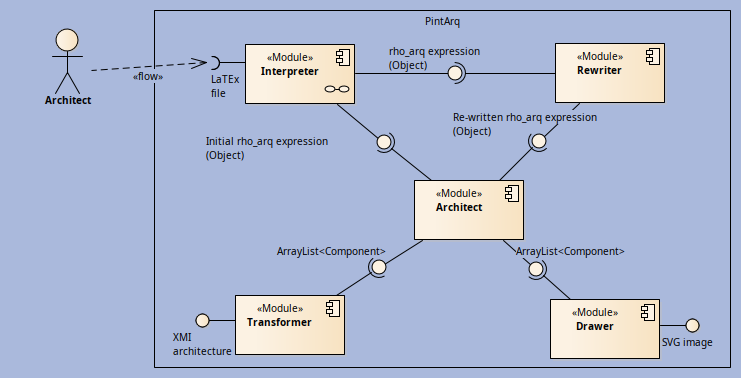 PintArq
Architect
«flow»
LaTEx
file
«Module»
Interpreter
rho_arq expression
(Object)
«Module»
Rewriter
Initial rho_arq expression
(Object)
Re-written rho_arq expression
(Object)
«Module»
Architect
ArrayList<Component>
ArrayList<Component>
«Module»
Transformer
XMI
architecture
«Module»
Drawer
SVG image